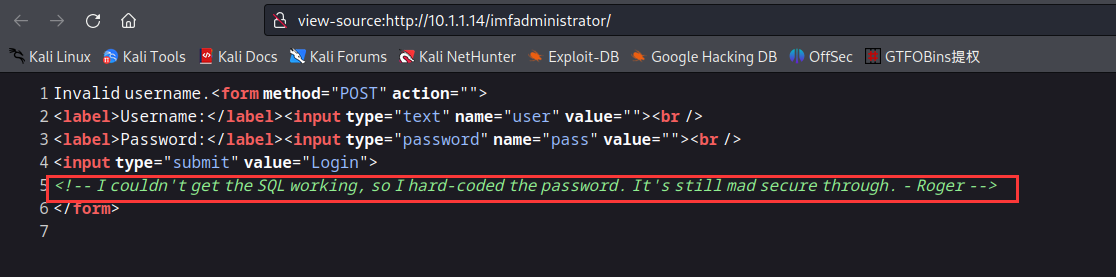 view-source:http://10.1.1.14/imfadministrator/
Kali Linux Kali Tools Kali Docs Kali Forums Kali NetHunter Exploit-DB Google Hacking DB OffSec GTFOBins提权
1 Invalid username.<form method="POST" action="">
2 <label>Username:</label><input type="text" name="user" value=""><br />
3 <label>Password:</label><input type="password" name="pass" value=""><br />
4 <input type="submit" value="Login">
5 <!-- I couldn't get the SQL working, so I hard-coded the password. It's still mad secure through. - Roger -->
6 </form>
7